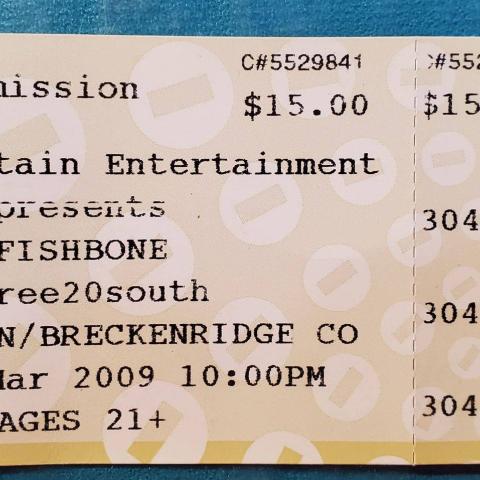 C#5529841 :#552
mission $15.00 $15
tain Entertainment
presents 304
FISHBONE
ree20south 304
N/BRECKENRIDGE CO
Mar 2009 10:00PM 304
AGES 21+